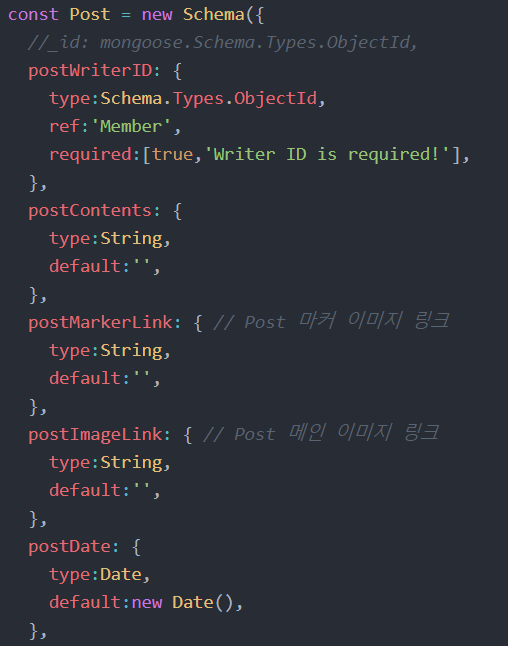 const Post = new Schema({
  //_id: mongoose.Schema.Types.ObjectId,
  postWriterID: {
    type:Schema.Types.ObjectId,
    ref:'Member',
    required:[true,'Writer ID is required!'],
  },
  postContents: {
    type:String,
    default:'',
  },
  postMarkerLink: { // Post 마커 이미지 링크
    type:String,
    default:'',
  },
  postImageLink: { // Post 메인 이미지 링크
    type:String,
    default:'',
  },
  postDate: {
    type:Date,
    default:new Date(),
  },